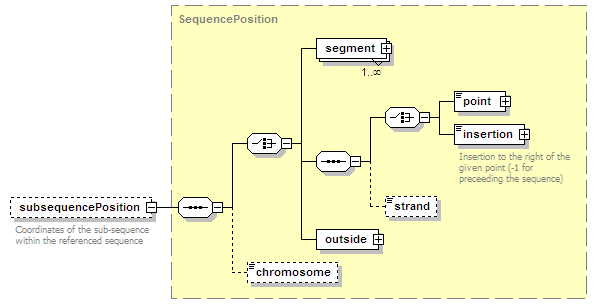 SequencePosition
segment
1..∞
point
insertion
Insertion to the right of the
given point (-1 for
preceeding the sequence)
strand
subsequencePosition
Coordinates of the sub-sequence
within the referenced sequence
outside
chromosome